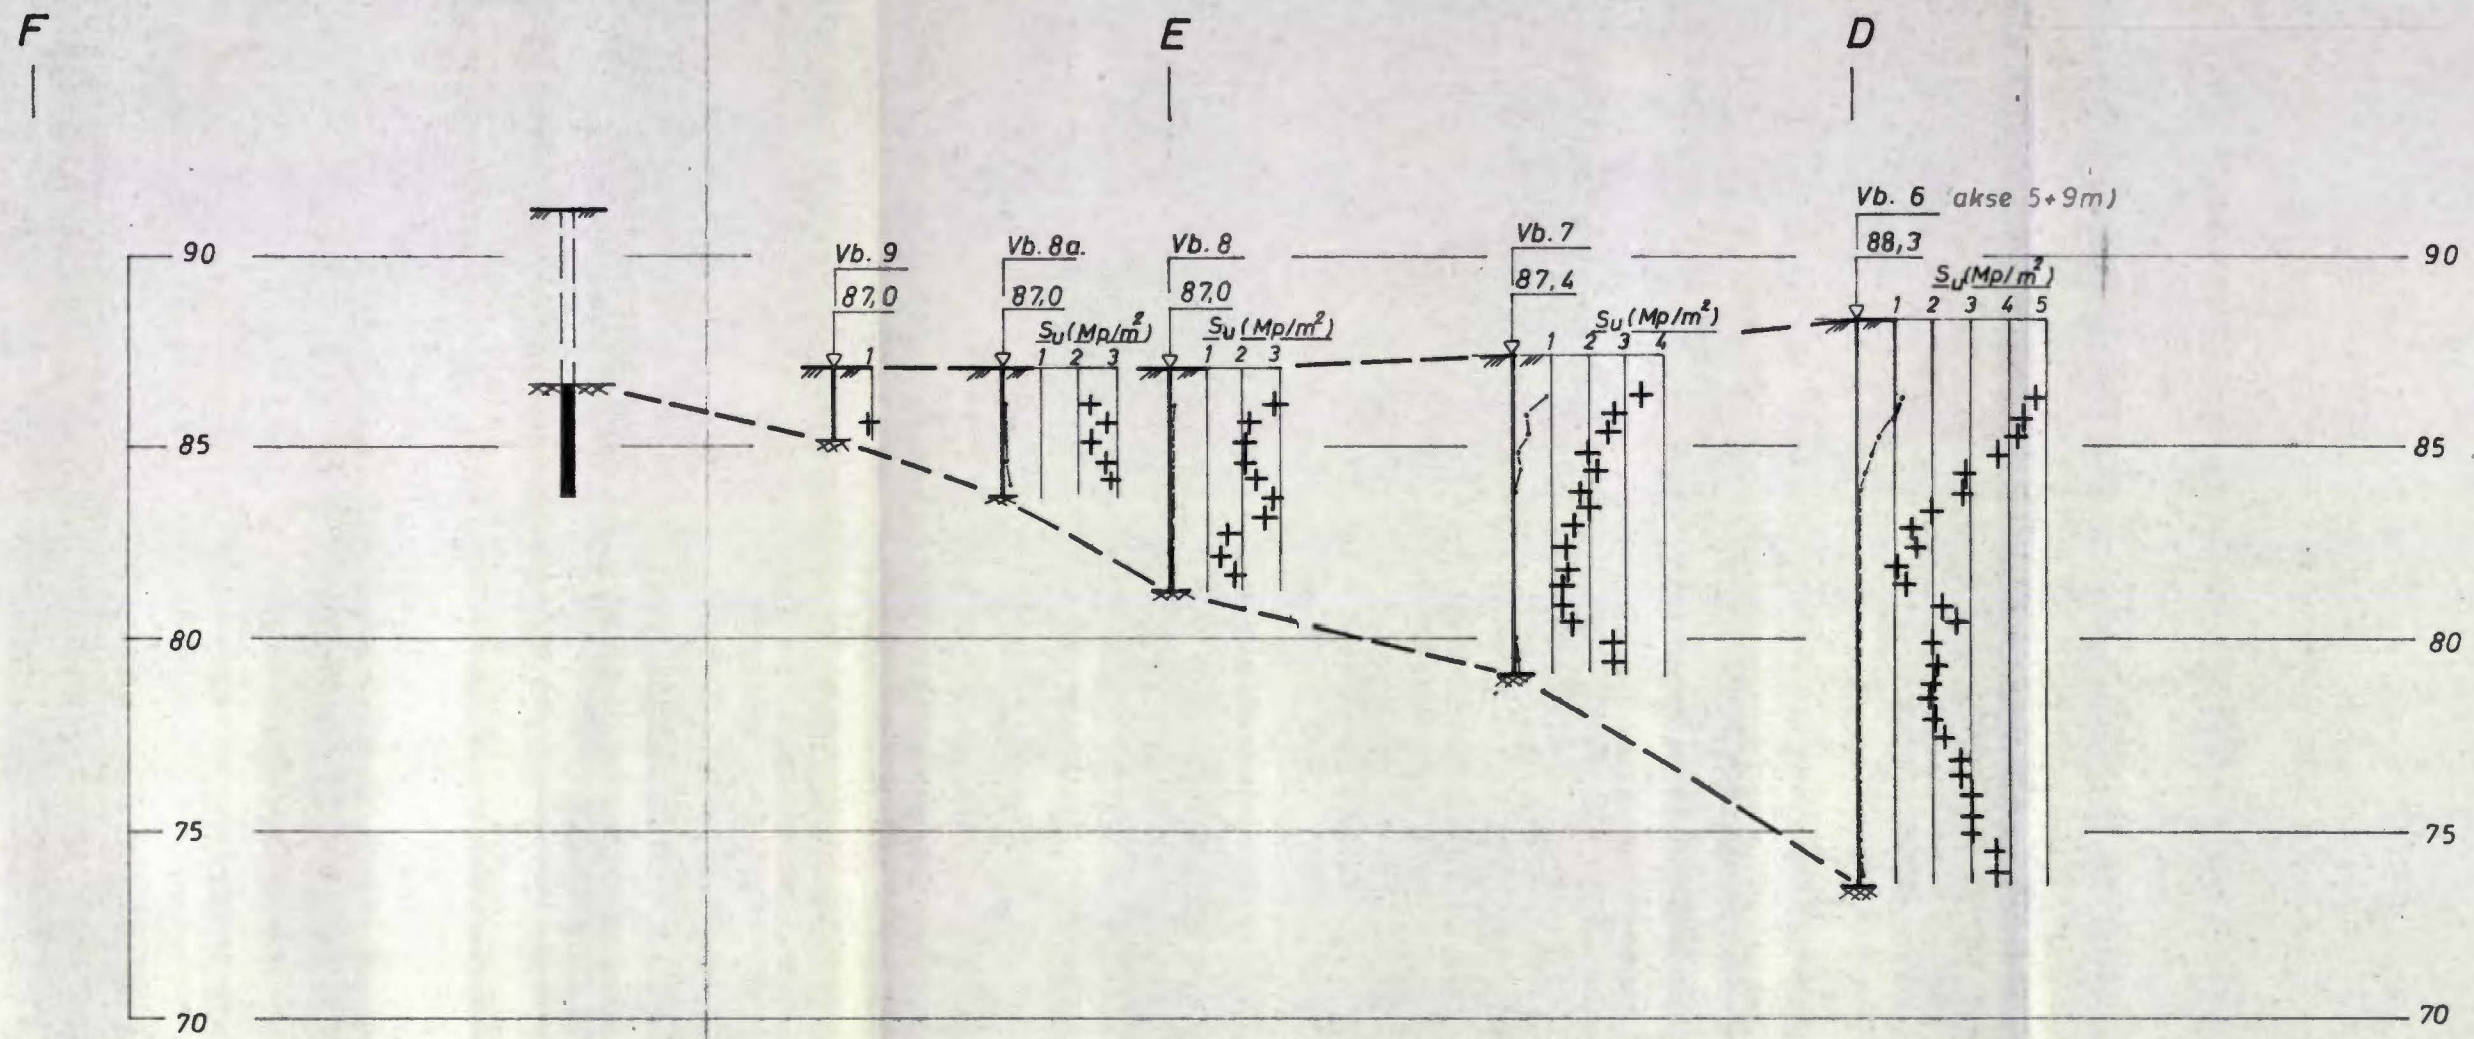 F E D
Vb. 6 (akse 5+9m)
88,3
Su (Mp/m²)
1 2 3 4 5
Vb. 7
87,4
Su (Mp/m²)
1 2 3 4
Vb. 8
87,0
Su (Mp/m²)
1 2 3
Vb. 8a.
87,0
Su (Mp/m²)
1 2 3
Vb. 9
87,0
1
90 90
85 85
80 80
75 75
70 70